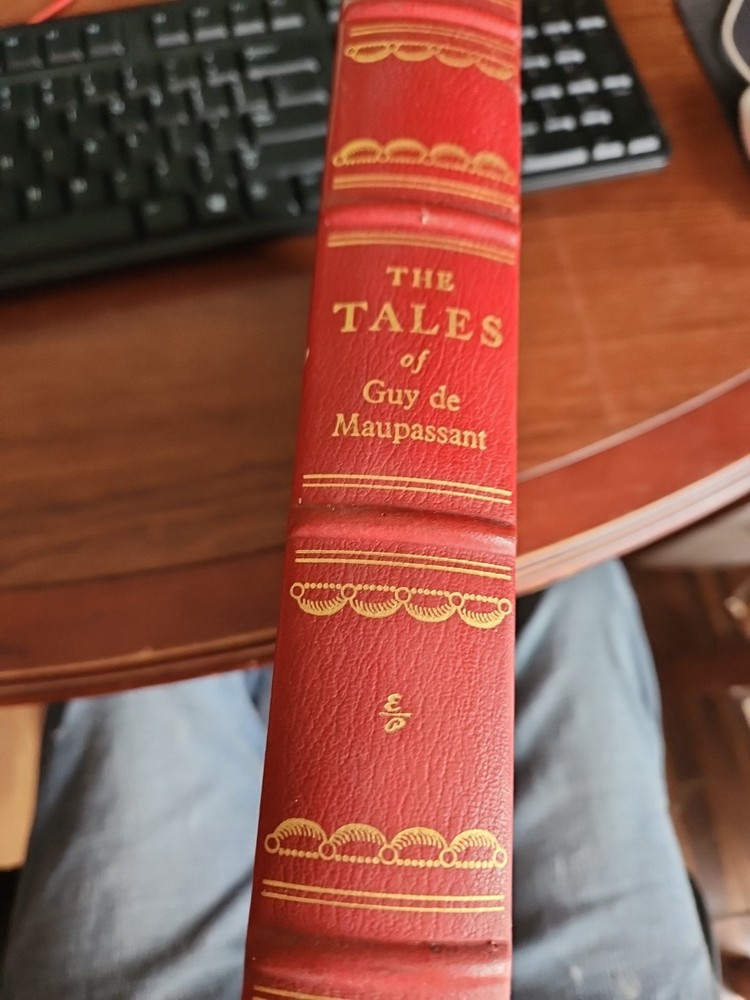 THE
TALES
of
Guy de
Maupassant
E
P